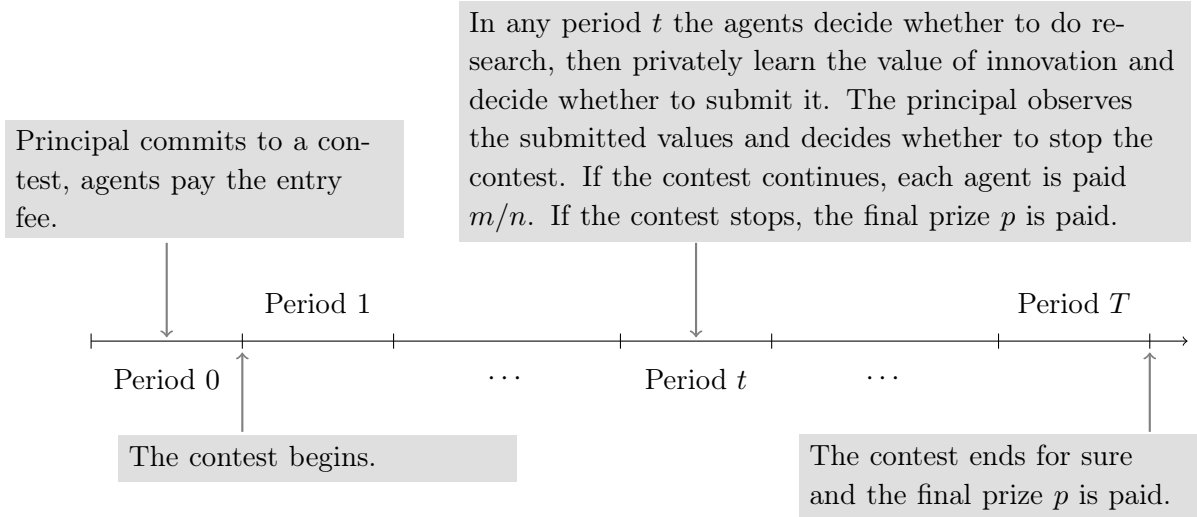 In any period t the agents decide whether to do re-
search, then privately learn the value of innovation and
decide whether to submit it. The principal observes
the submitted values and decides whether to stop the
contest. If the contest continues, each agent is paid
m/n. If the contest stops, the final prize p is paid.
Principal commits to a con-
test, agents pay the entry
fee.
Period 1
Period T
Period 0
...
Period t
...
The contest begins.
The contest ends for sure
and the final prize p is paid.